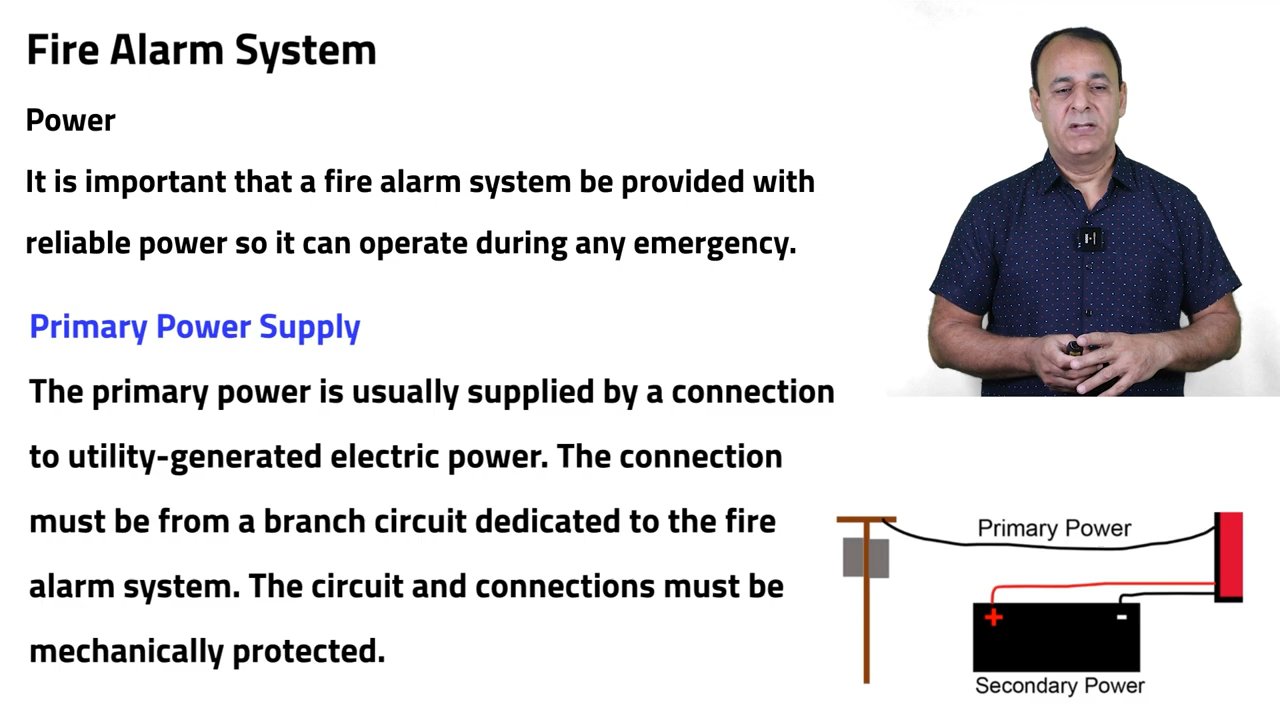 Fire Alarm System
Power
It is important that a fire alarm system be provided with
reliable power so it can operate during any emergency.
Primary Power Supply
The primary power is usually supplied by a connection
to utility-generated electric power. The connection
must be from a branch circuit dedicated to the fire
alarm system. The circuit and connections must be
mechanically protected.
Primary Power
+ -
Secondary Power